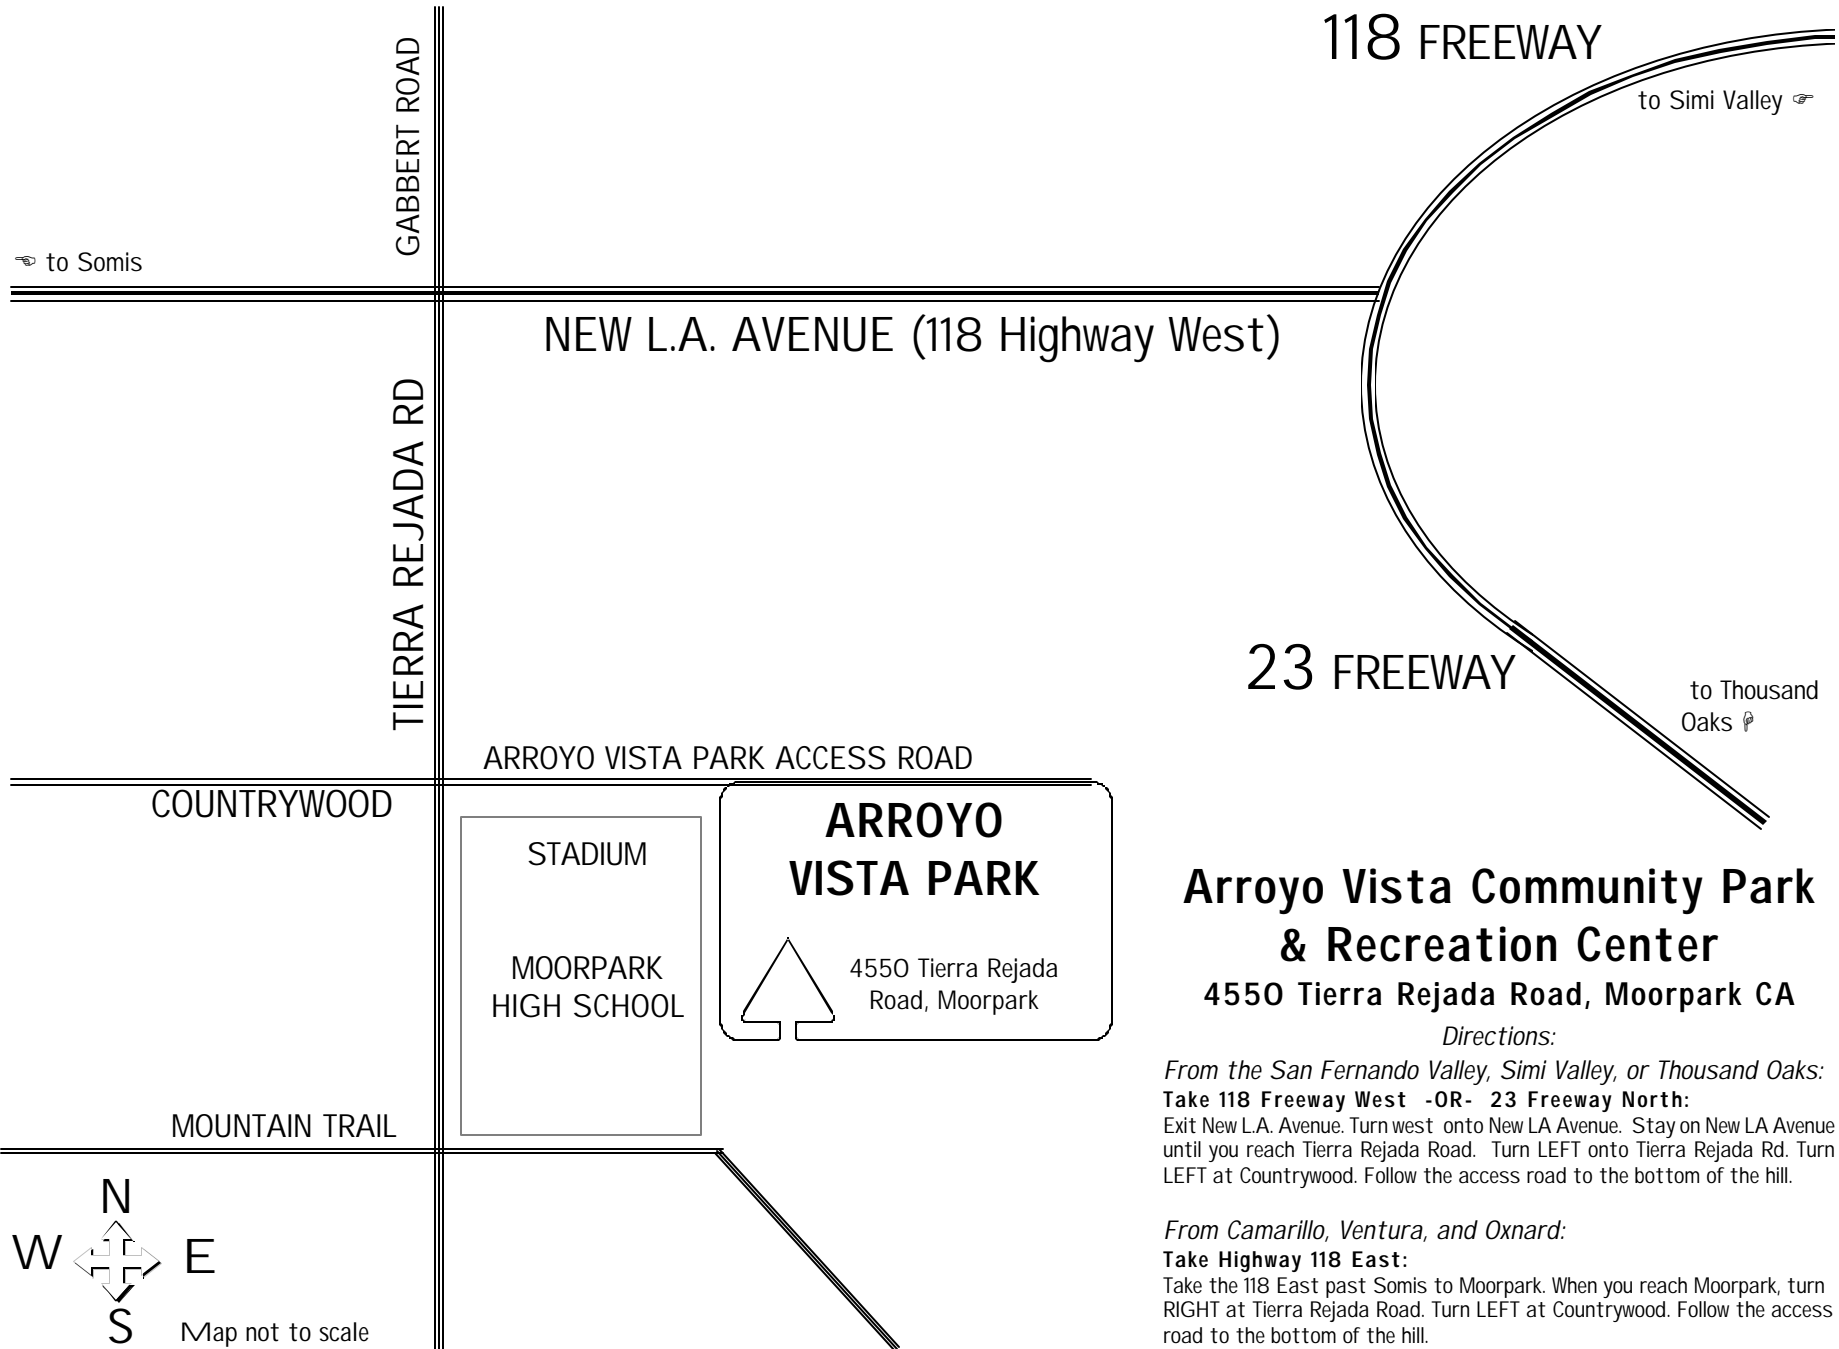 118 FREEWAY
GABBERT ROAD
to Simi Valley ☞
☜ to Somis
NEW L.A. AVENUE (118 Highway West)
TIERRA REJADA RD
23 FREEWAY
to Thousand
Oaks ☟
ARROYO VISTA PARK ACCESS ROAD
COUNTRYWOOD
STADIUM
MOORPARK
HIGH SCHOOL
ARROYO
VISTA PARK
4550 Tierra Rejada
Road, Moorpark
MOUNTAIN TRAIL
N
W E
S
Map not to scale
Arroyo Vista Community Park
& Recreation Center
4550 Tierra Rejada Road, Moorpark CA
Directions:
From the San Fernando Valley, Simi Valley, or Thousand Oaks:
Take 118 Freeway West -OR- 23 Freeway North:
Exit New L.A. Avenue. Turn west onto New LA Avenue. Stay on New LA Avenue
until you reach Tierra Rejada Road. Turn LEFT onto Tierra Rejada Rd. Turn
LEFT at Countrywood. Follow the access road to the bottom of the hill.
From Camarillo, Ventura, and Oxnard:
Take Highway 118 East:
Take the 118 East past Somis to Moorpark. When you reach Moorpark, turn
RIGHT at Tierra Rejada Road. Turn LEFT at Countrywood. Follow the access
road to the bottom of the hill.